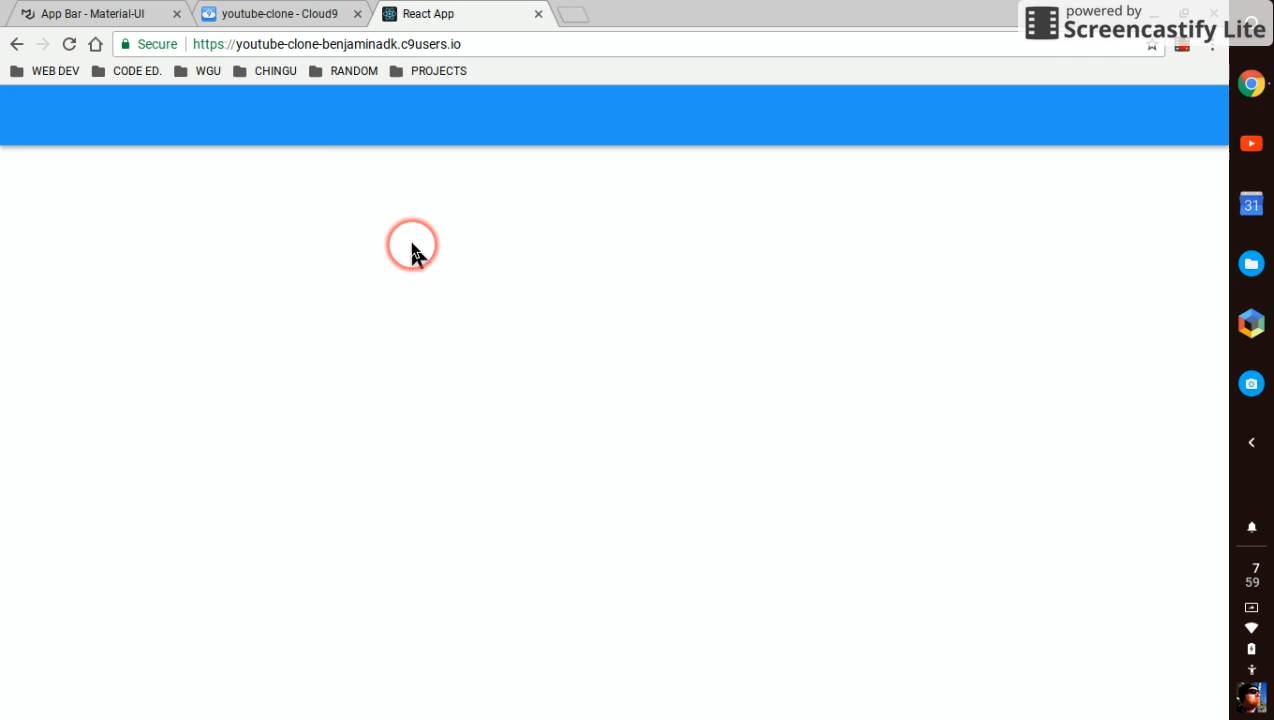 App Bar - Material-UI
youtube-clone - Cloud9
React App
powered by
Screencastify Lite
Secure
https://youtube-clone-benjaminadk.c9users.io
WEB DEV
CODE ED.
WGU
CHINGU
RANDOM
PROJECTS
31
7
59